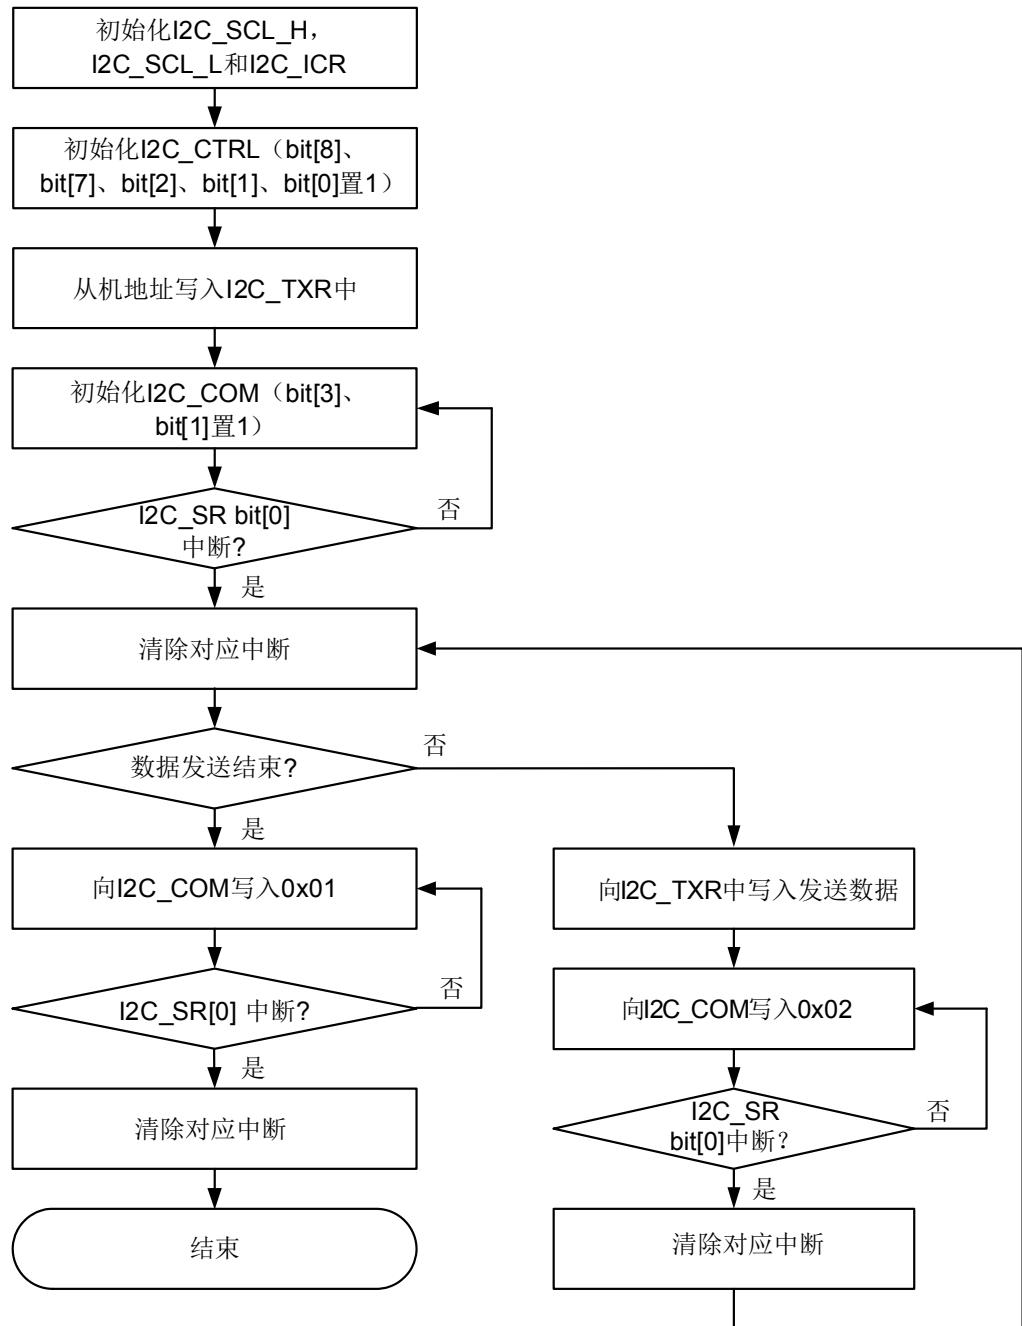 初始化I2C_SCL_H，
I2C_SCL_L和I2C_ICR
初始化I2C_CTRL（bit[8]、
bit[7]、bit[2]、bit[1]、bit[0]置1）
从机地址写入I2C_TXR中
初始化I2C_COM（bit[3]、
bit[1]置1）
I2C_SR bit[0]
中断?
否
是
清除对应中断
数据发送结束?
否
是
向I2C_COM写入0x01
I2C_SR[0] 中断?
否
是
清除对应中断
结束
向I2C_TXR中写入发送数据
向I2C_COM写入0x02
I2C_SR
bit[0]中断？
否
是
清除对应中断